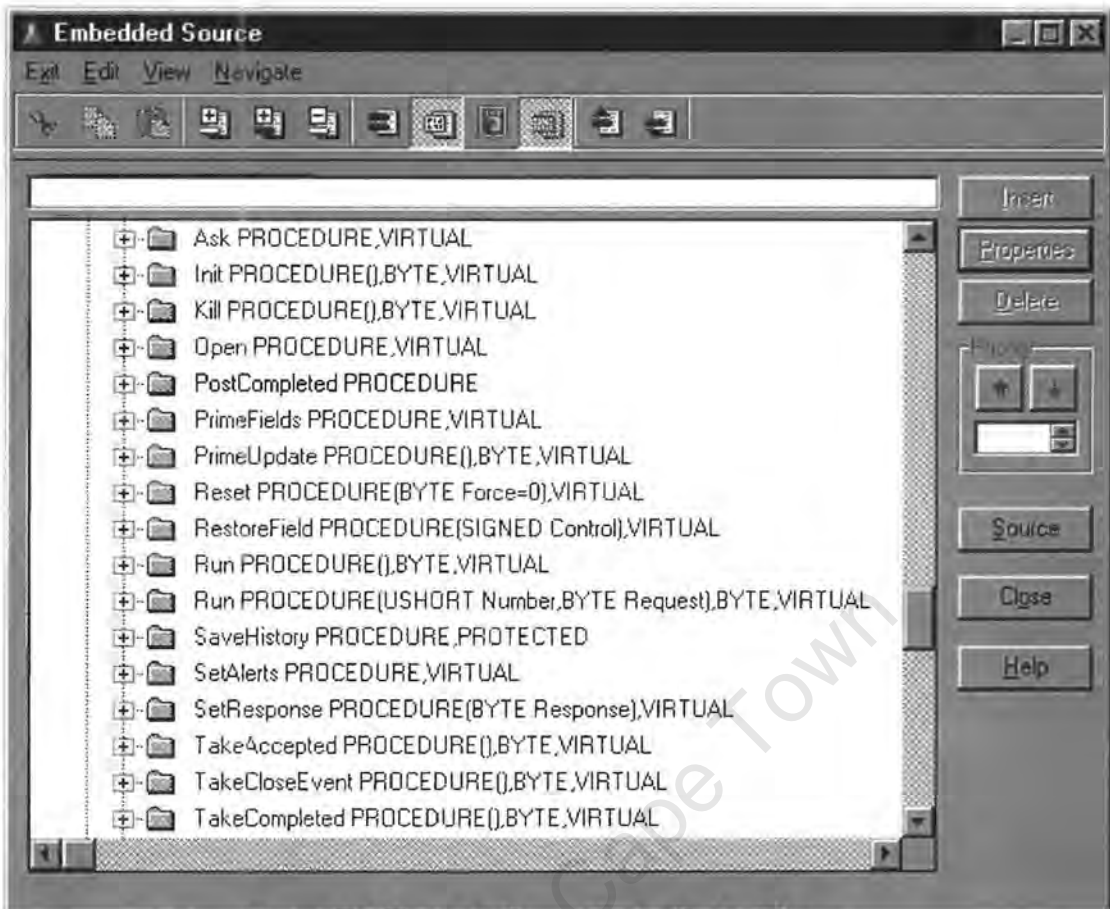 Embedded Source
Exit Edit View Navigate
Insert
Properties
Delete
Priority
Ask PROCEDURE,VIRTUAL
Init PROCEDURE(),BYTE,VIRTUAL
Kill PROCEDURE(),BYTE,VIRTUAL
Open PROCEDURE,VIRTUAL
PostCompleted PROCEDURE
PrimeFields PROCEDURE,VIRTUAL
PrimeUpdate PROCEDURE(),BYTE,VIRTUAL
Reset PROCEDURE(BYTE Force=0),VIRTUAL
RestoreField PROCEDURE(SIGNED Control),VIRTUAL
Run PROCEDURE(),BYTE,VIRTUAL
Run PROCEDURE(USHORT Number,BYTE Request),BYTE,VIRTUAL
SaveHistory PROCEDURE,PROTECTED
SetAlerts PROCEDURE,VIRTUAL
SetResponse PROCEDURE(BYTE Response),VIRTUAL
TakeAccepted PROCEDURE(),BYTE,VIRTUAL
TakeCloseEvent PROCEDURE(),BYTE,VIRTUAL
TakeCompleted PROCEDURE(),BYTE,VIRTUAL
Source
Close
Help
Cape Town